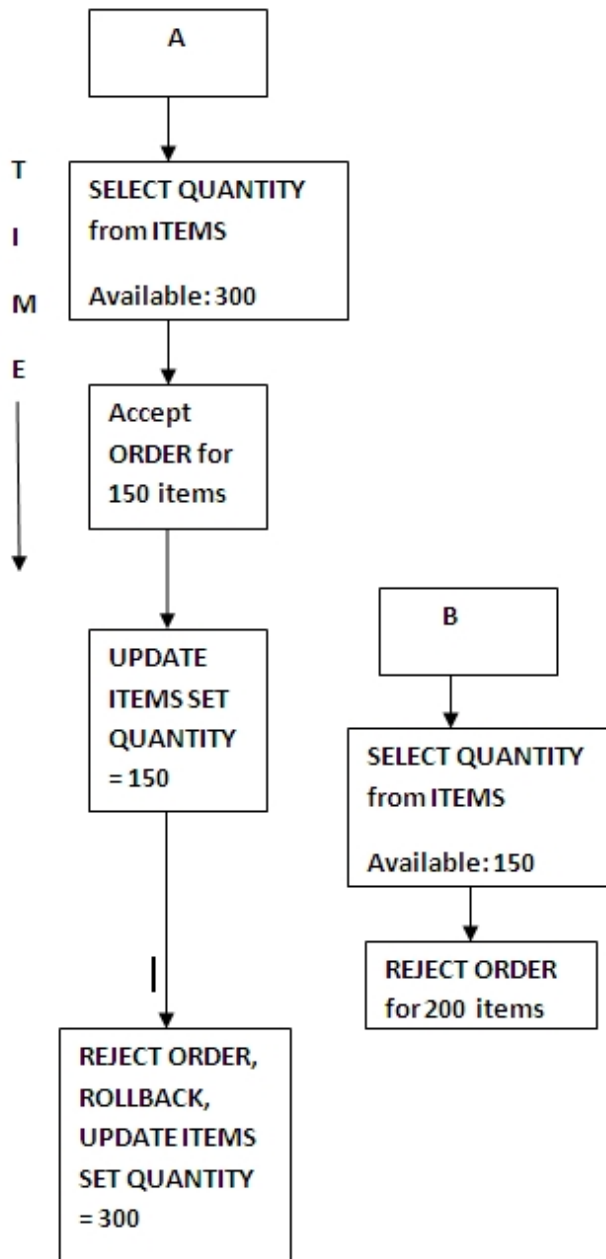 A
T
I
M
E
SELECT QUANTITY
from ITEMS
Available: 300
Accept
ORDER for
150 items
UPDATE
ITEMS SET
QUANTITY
= 150
REJECT ORDER,
ROLLBACK,
UPDATE ITEMS
SET QUANTITY
= 300
B
SELECT QUANTITY
from ITEMS
Available: 150
REJECT ORDER
for 200 items